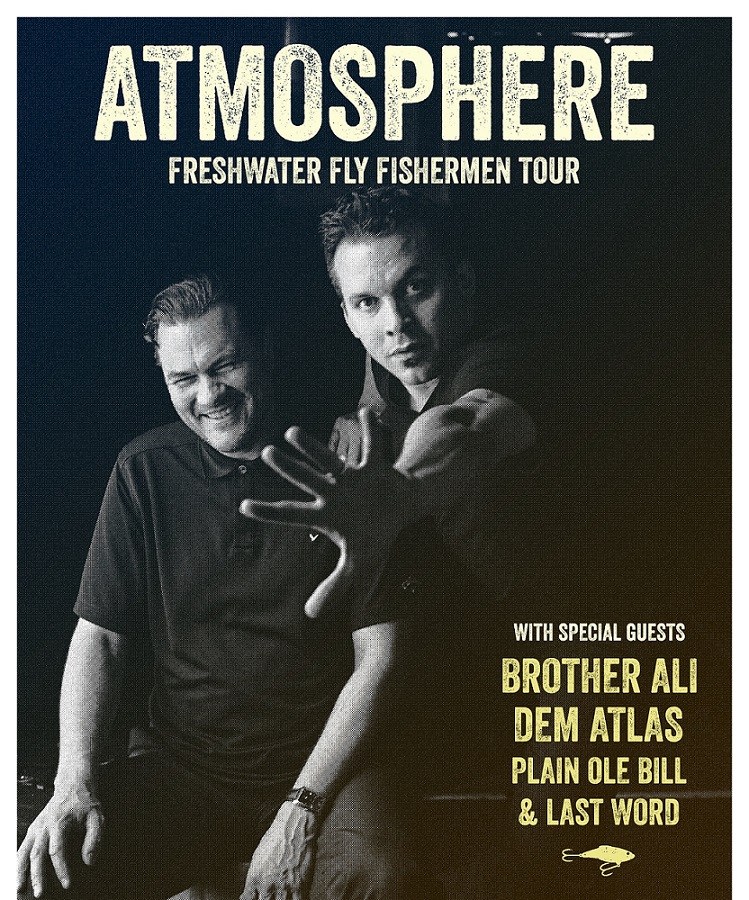 ATMOSPHERE
FRESHWATER FLY FISHERMEN TOUR
WITH SPECIAL GUESTS
BROTHER ALI
DEM ATLAS
PLAIN OLE BILL
& LAST WORD